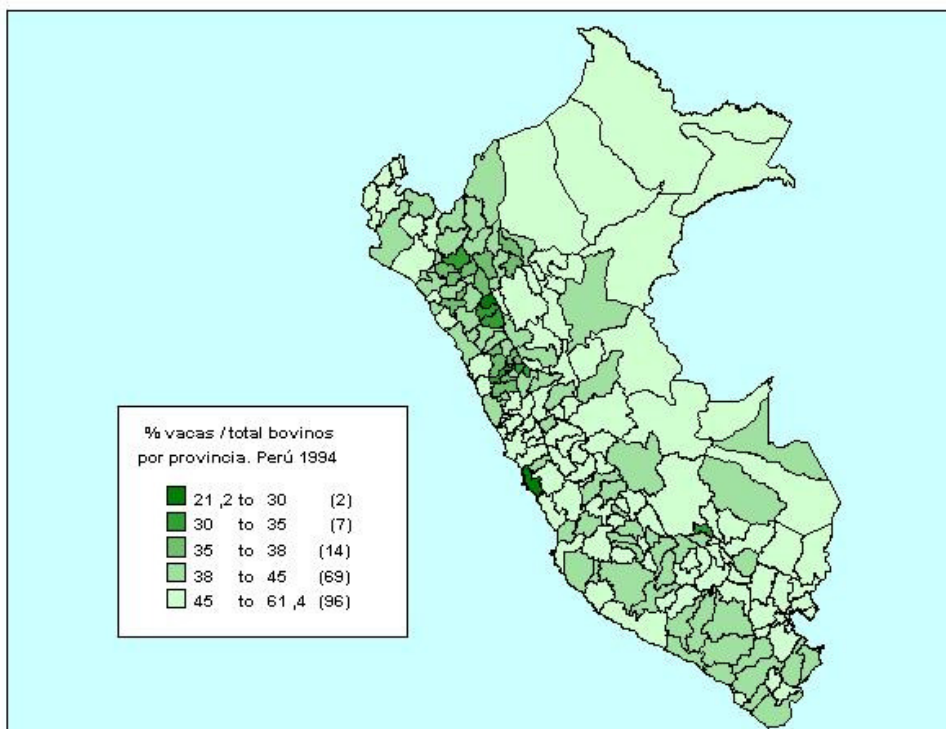 % vacas / total bovinos
por provincia. Perú 1994
21 ,2 to 30 (2)
30 to 35 (7)
35 to 38 (14)
38 to 45 (69)
45 to 61 ,4 (96)